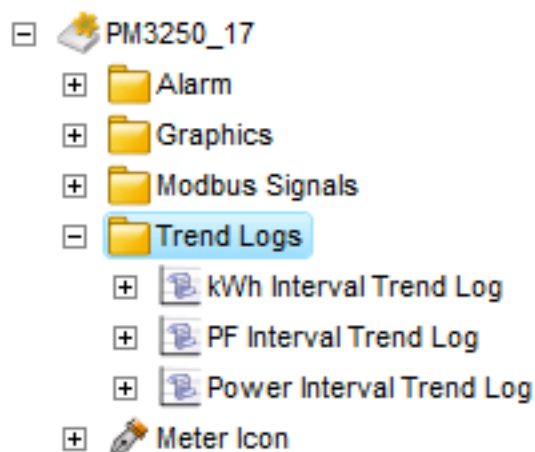 PM3250_17
Alarm
Graphics
Modbus Signals
Trend Logs
kWh Interval Trend Log
PF Interval Trend Log
Power Interval Trend Log
Meter Icon